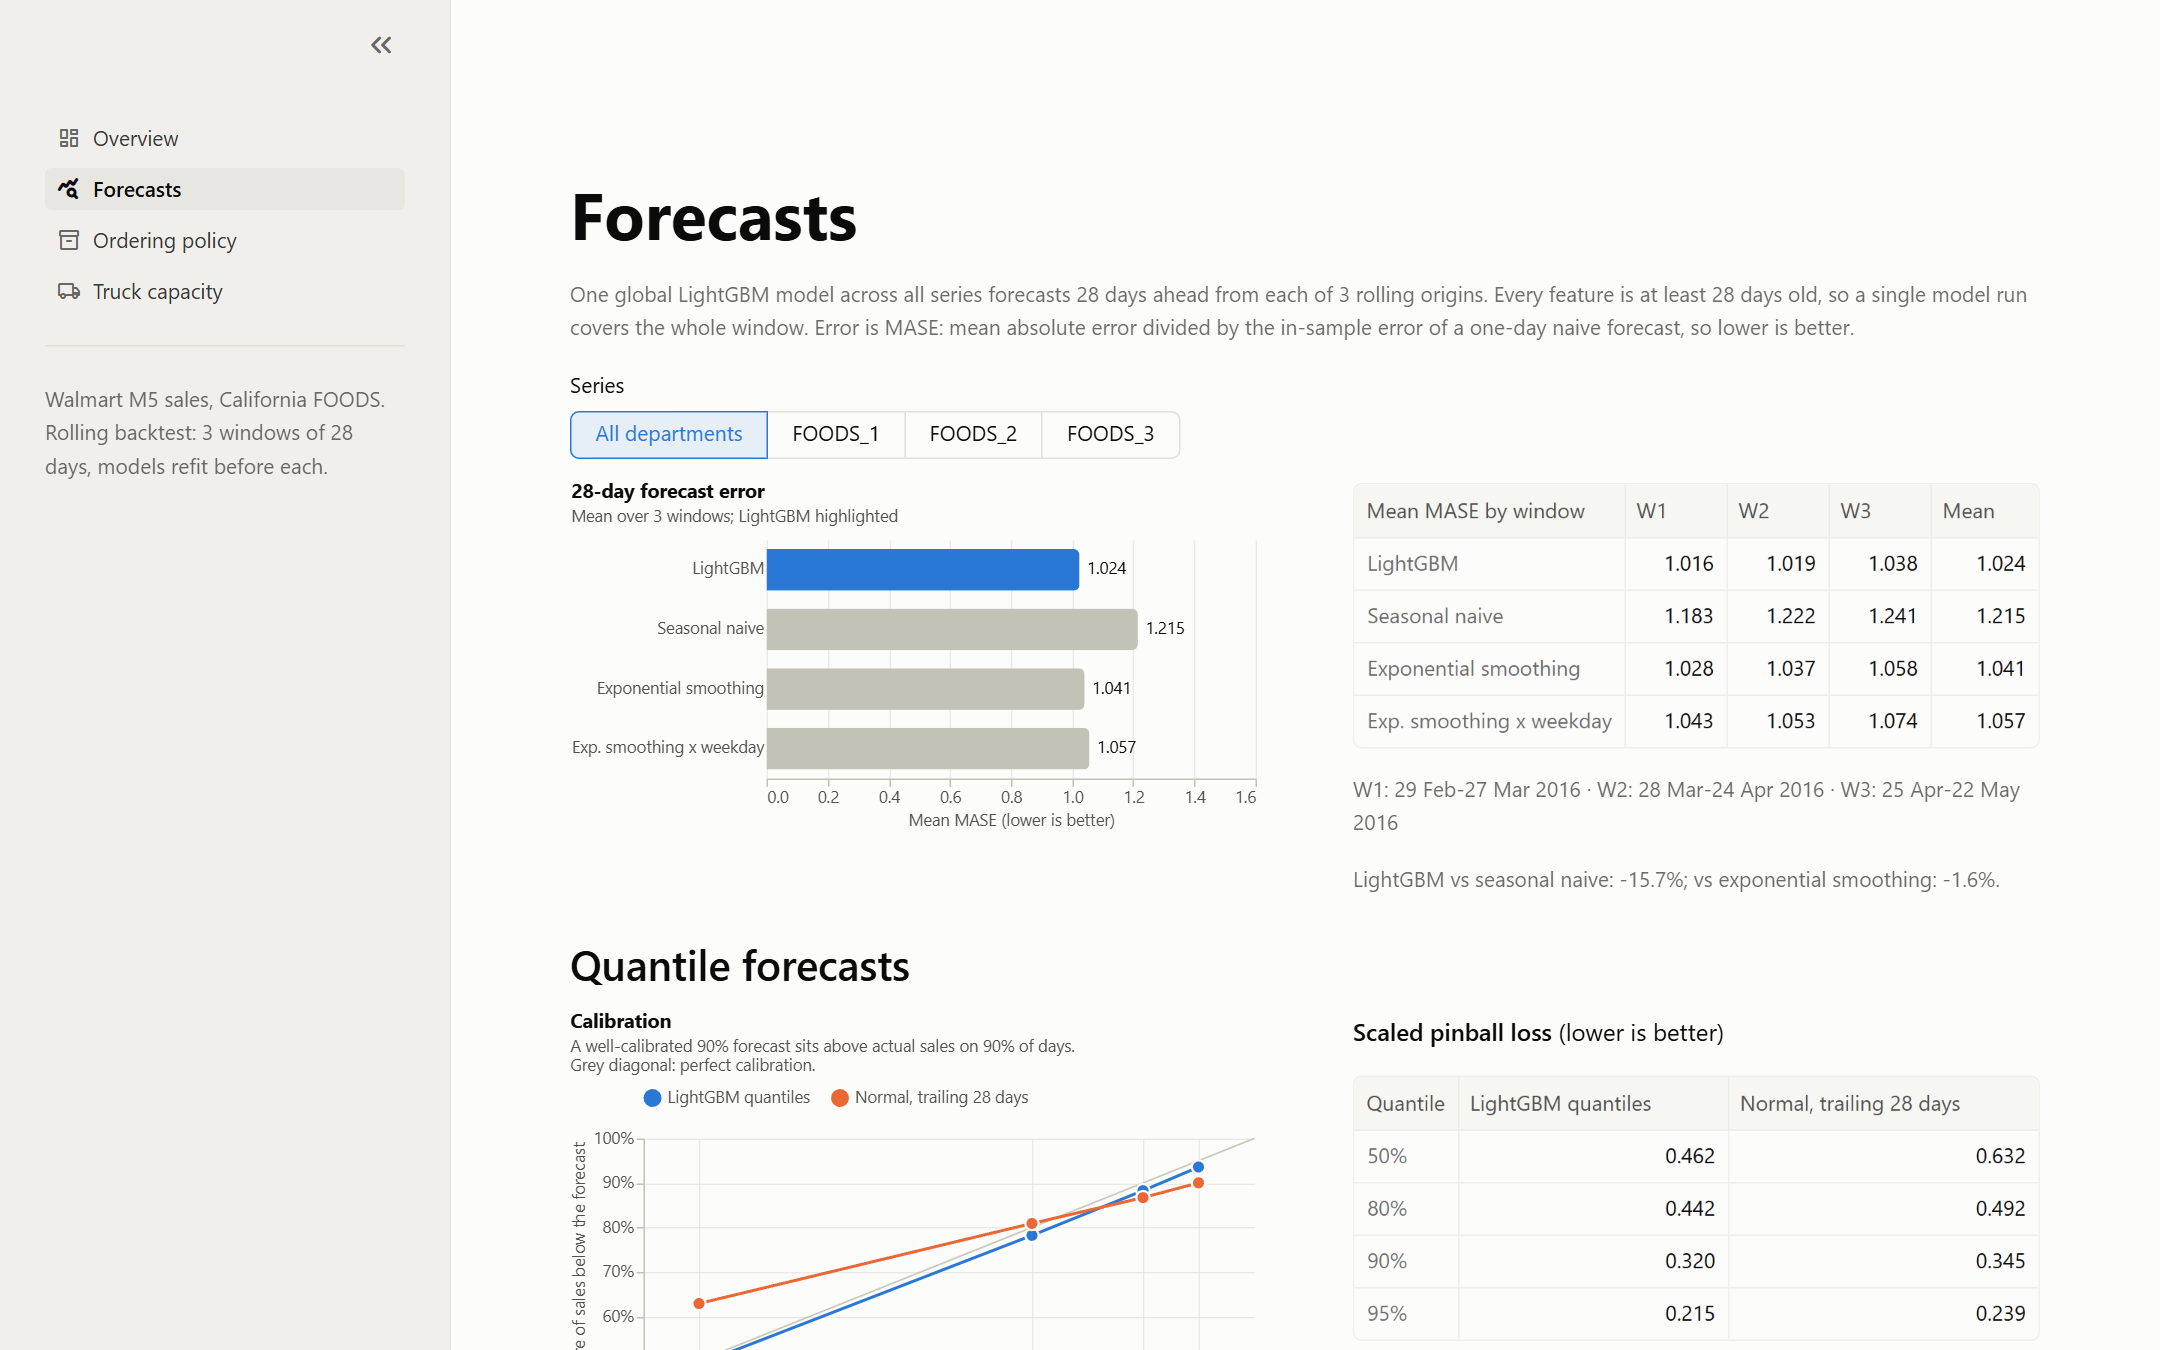 Overview
Forecasts
Ordering policy
Truck capacity
Walmart M5 sales, California FOODS.
Rolling backtest: 3 windows of 28
days, models refit before each.
Forecasts
One global LightGBM model across all series forecasts 28 days ahead from each of 3 rolling origins. Every feature is at least 28 days old, so a single model run
covers the whole window. Error is MASE: mean absolute error divided by the in-sample error of a one-day naive forecast, so lower is better.
Series
All departments FOODS_1 FOODS_2 FOODS_3
28-day forecast error
Mean over 3 windows; LightGBM highlighted
LightGBM 1.024
Seasonal naive 1.215
Exponential smoothing 1.041
Exp. smoothing x weekday 1.057
0.0 0.2 0.4 0.6 0.8 1.0 1.2 1.4 1.6
Mean MASE (lower is better)
Mean MASE by window W1 W2 W3 Mean
LightGBM 1.016 1.019 1.038 1.024
Seasonal naive 1.183 1.222 1.241 1.215
Exponential smoothing 1.028 1.037 1.058 1.041
Exp. smoothing x weekday 1.043 1.053 1.074 1.057
W1: 29 Feb-27 Mar 2016 · W2: 28 Mar-24 Apr 2016 · W3: 25 Apr-22 May
2016
LightGBM vs seasonal naive: -15.7%; vs exponential smoothing: -1.6%.
Quantile forecasts
Calibration
A well-calibrated 90% forecast sits above actual sales on 90% of days.
Grey diagonal: perfect calibration.
LightGBM quantiles Normal, trailing 28 days
100%
90%
80%
70%
60%
of sales below the forecast
Scaled pinball loss (lower is better)
Quantile LightGBM quantiles Normal, trailing 28 days
50% 0.462 0.632
80% 0.442 0.492
90% 0.320 0.345
95% 0.215 0.239